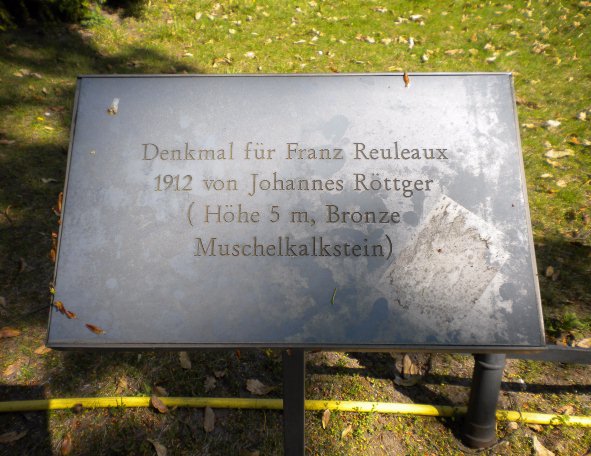 Denkmal für Franz Reuleaux
1912 von Johannes Röttger
( Höhe 5 m, Bronze
Muschelkalkstein)